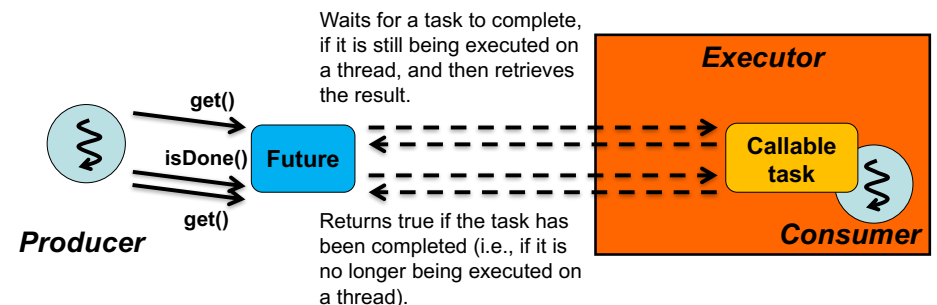 Waits for a task to complete,
if it is still being executed on
a thread, and then retrieves
the result.
Executor
get()
isDone()
Future
Callable
task
get()
Producer
Returns true if the task has
been completed (i.e., if it is
no longer being executed on
a thread).
Consumer